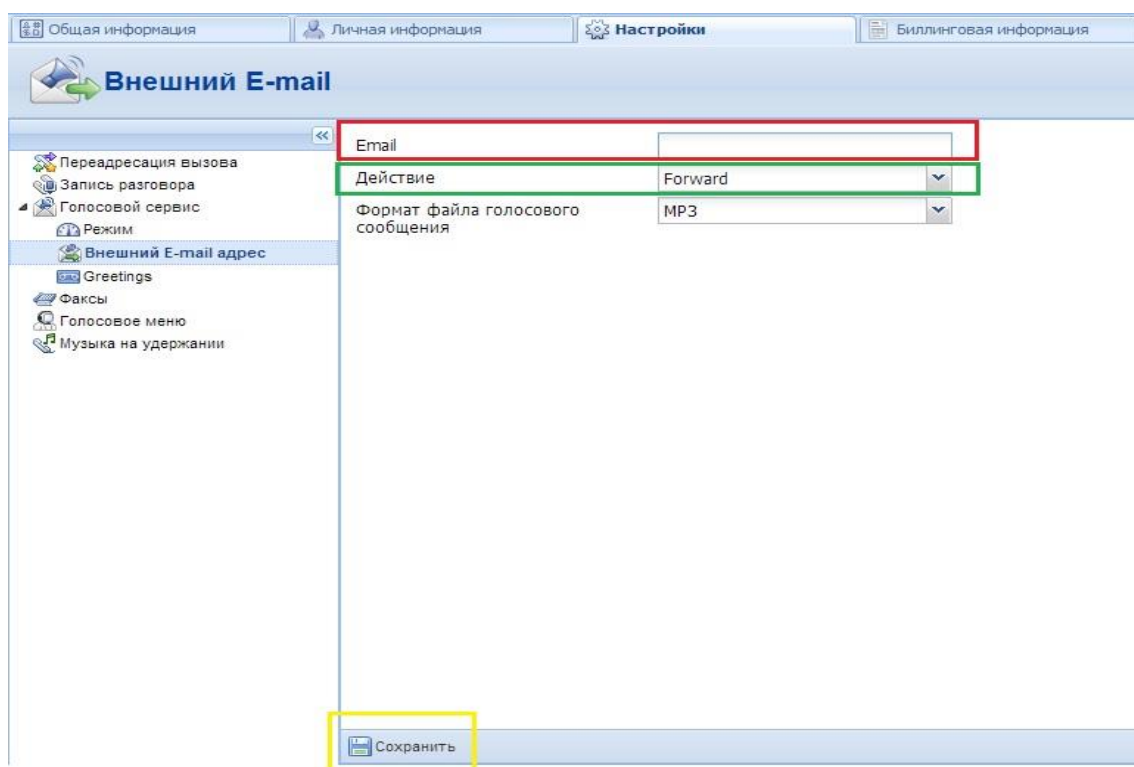 Общая информация
Личная информация
Настройки
Биллинговая информация
Внешний E-mail
Переадресация вызова
Запись разговора
Голосовой сервис
Режим
Внешний E-mail адрес
Greetings
Факсы
Голосовое меню
Музыка на удержании
Email
Действие
Forward
Формат файла голосового
сообщения
MP3
Сохранить